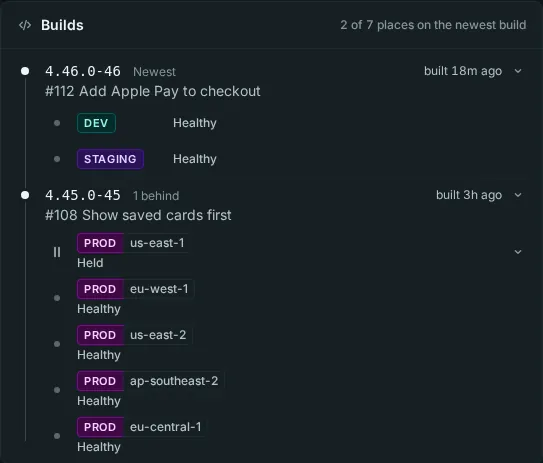 Builds 2 of 7 places on the newest build
4.46.0-46 Newest built 18m ago
#112 Add Apple Pay to checkout
DEV Healthy
STAGING Healthy
4.45.0-45 1 behind built 3h ago
#108 Show saved cards first
PROD us-east-1
Held
PROD eu-west-1
Healthy
PROD us-east-2
Healthy
PROD ap-southeast-2
Healthy
PROD eu-central-1
Healthy